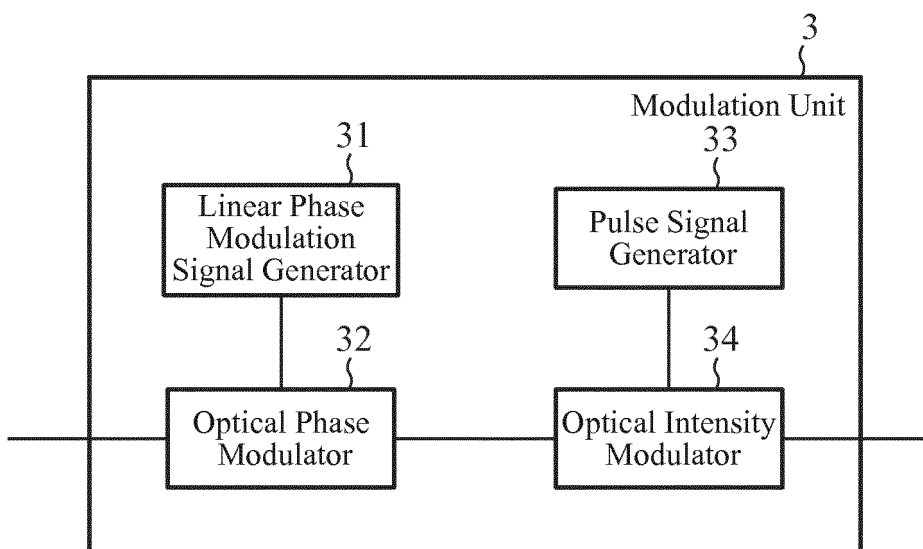 3
Modulation Unit
31
Linear Phase
Modulation
Signal Generator
33
Pulse Signal
Generator
32
Optical Phase
Modulator
34
Optical Intensity
Modulator